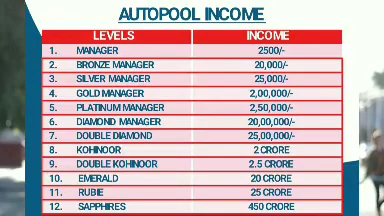 AUTOPOOL INCOME
LEVELS INCOME
1. MANAGER 2500/-
2. BRONZE MANAGER 20,000/-
3. SILVER MANAGER 25,000/-
4. GOLD MANAGER 2,00,000/-
5. PLATINUM MANAGER 2,50,000/-
6. DIAMOND MANAGER 20,00,000/-
7. DOUBLE DIAMOND 25,00,000/-
8. KOHINOOR 2 CRORE
9. DOUBLE KOHINOOR 2.5 CRORE
10. EMERALD 20 CRORE
11. RUBIE 25 CRORE
12. SAPPHIRES 450 CRORE